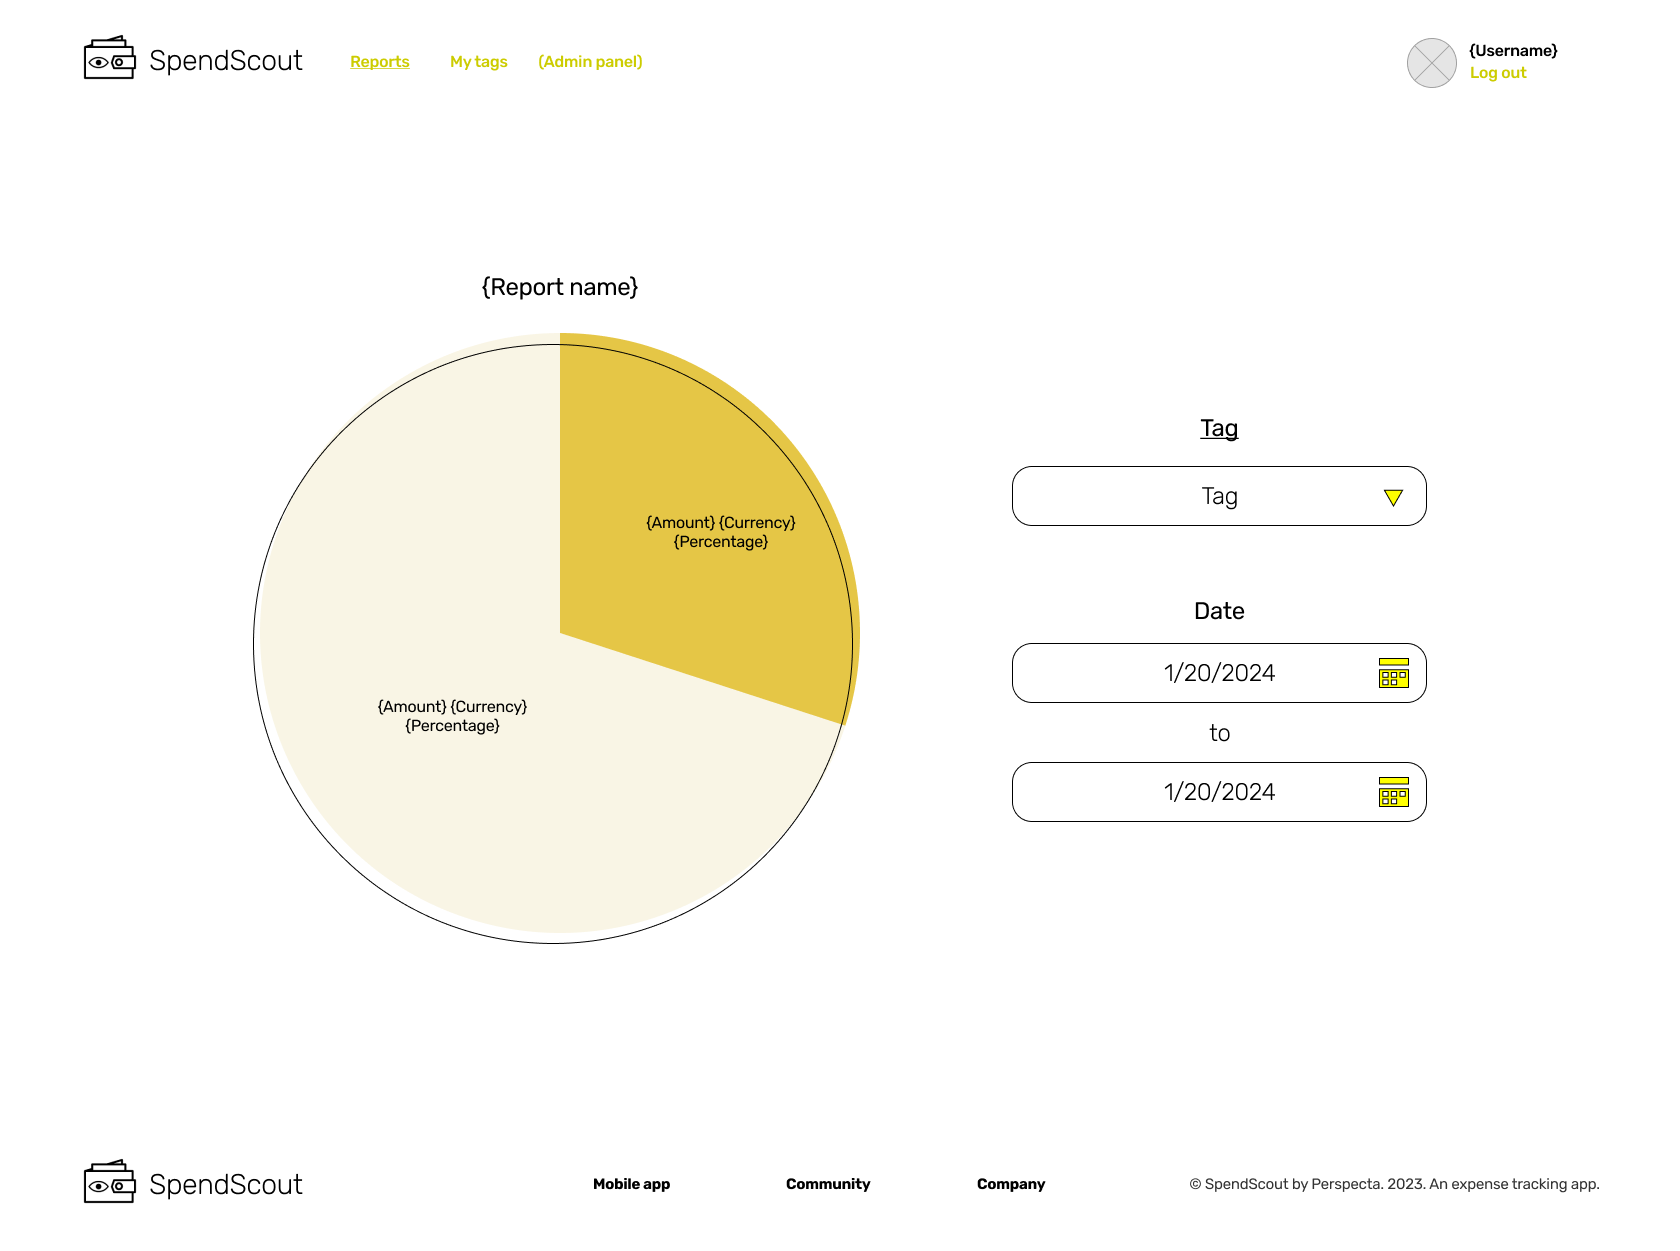 SpendScout
Reports
My tags
(Admin panel)
{Username}
Log out
{Report name}
{Amount} {Currency}
{Percentage}
{Amount} {Currency}
{Percentage}
Tag
Tag
Date
1/20/2024
to
1/20/2024
SpendScout
Mobile app
Community
Company
© SpendScout by Perspecta. 2023. An expense tracking app.